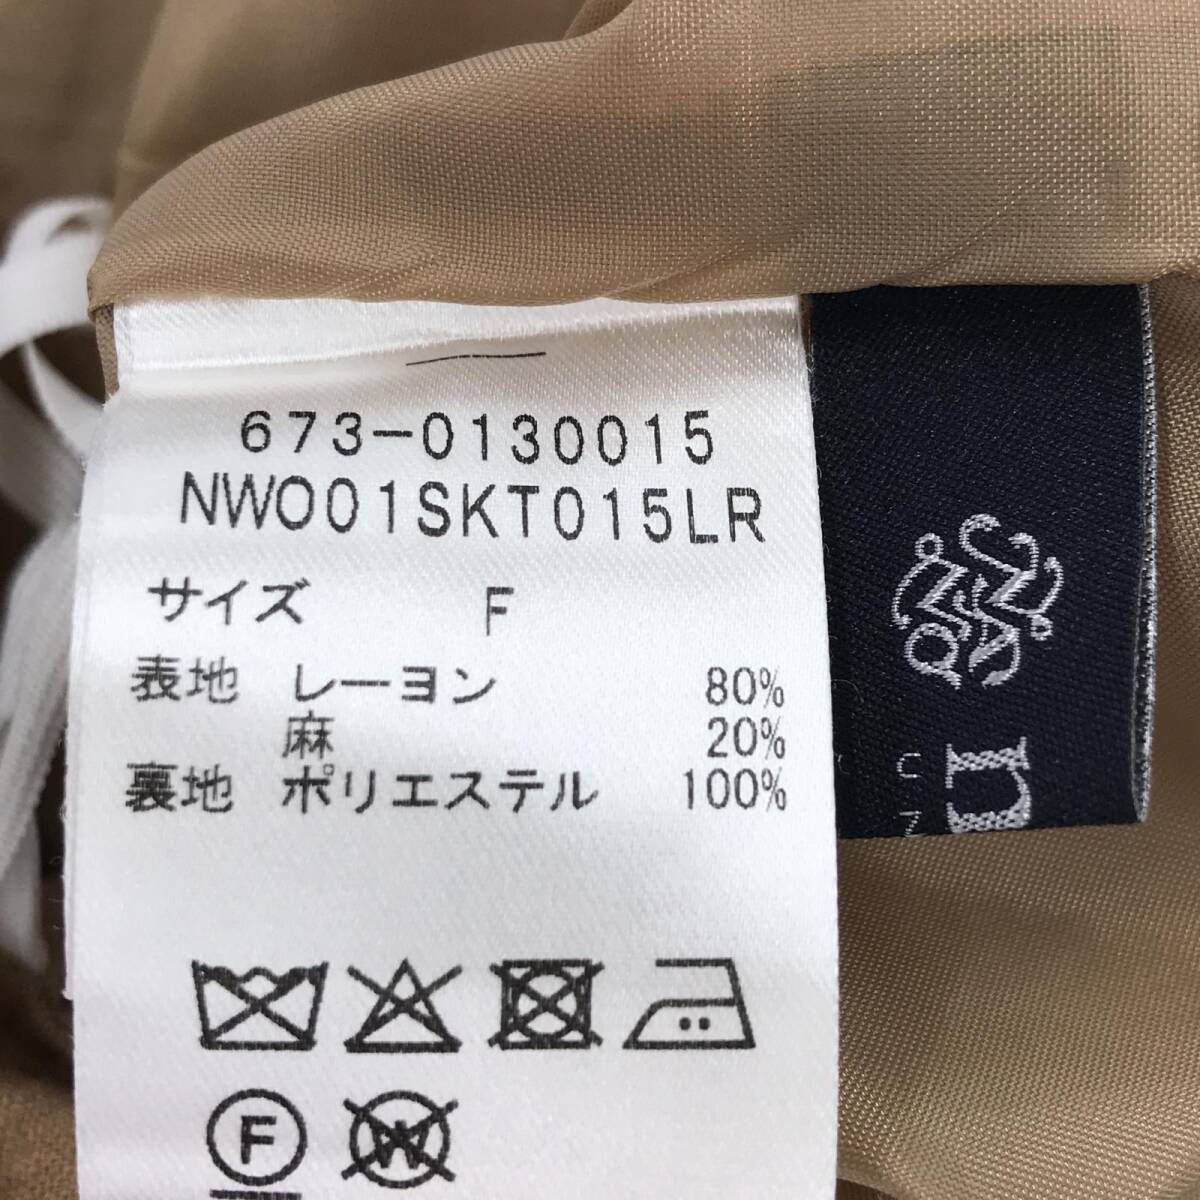 673-0130015
NW001SKT015LR
サイズ F
表地 レーヨン 80%
麻 20%
裏地 ポリエステル 100%
F
W
n